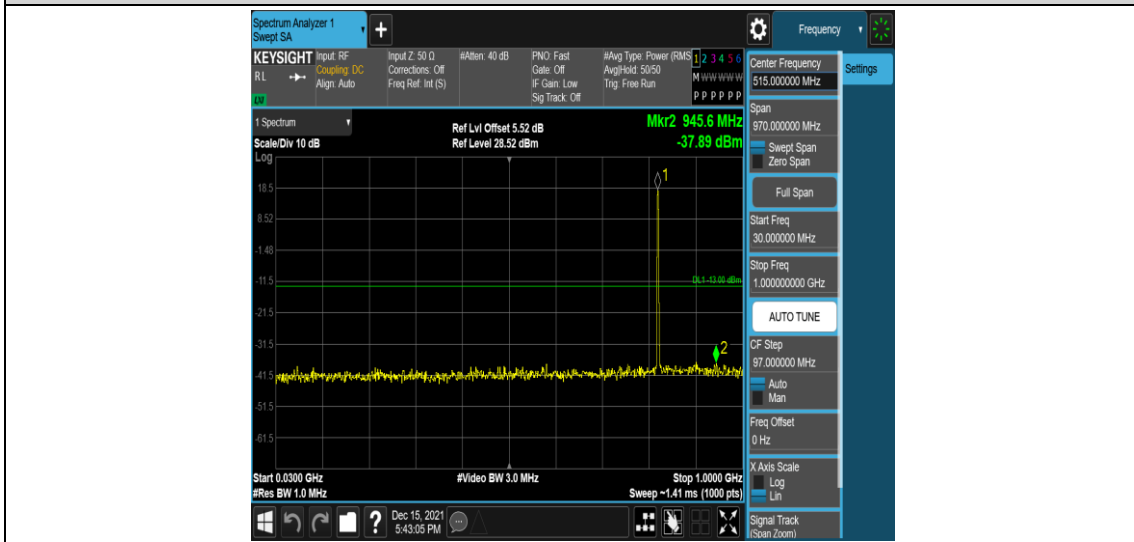 Spectrum Analyzer 1
Swept SA
+
Frequency
KEYSIGHT
RL
LXI
Input: RF
Coupling: DC
Align: Auto
Input Z: 50 Ω
Corrections: Off
Freq Ref: Int (S)
#Atten: 40 dB
PNO: Fast
Gate: Off
IF Gain: Low
Sig Track: Off
#Avg Type: Power (RMS
Avg|Hold: 50/50
Trig: Free Run
1 2 3 4 5 6
M W W W W W
P P P P P P
Center Frequency
515.000000 MHz
Settings
1 Spectrum
Scale/Div 10 dB
Ref Lvl Offset 5.52 dB
Ref Level 28.52 dBm
Mkr2 945.6 MHz
-37.89 dBm
Log
18.5
8.52
-1.48
-11.5
-21.5
-31.5
-41.5
-51.5
-61.5
1
DL1 -13.00 dBm
2
Start 0.0300 GHz
#Res BW 1.0 MHz
#Video BW 3.0 MHz
Stop 1.0000 GHz
Sweep ~1.41 ms (1000 pts)
Span
970.000000 MHz
Swept Span
Zero Span
Full Span
Start Freq
30.000000 MHz
Stop Freq
1.000000000 GHz
AUTO TUNE
CF Step
97.000000 MHz
Auto
Man
Freq Offset
0 Hz
X Axis Scale
Log
Lin
Signal Track
(Span Zoom)
?
Dec 15, 2021
5:43:05 PM